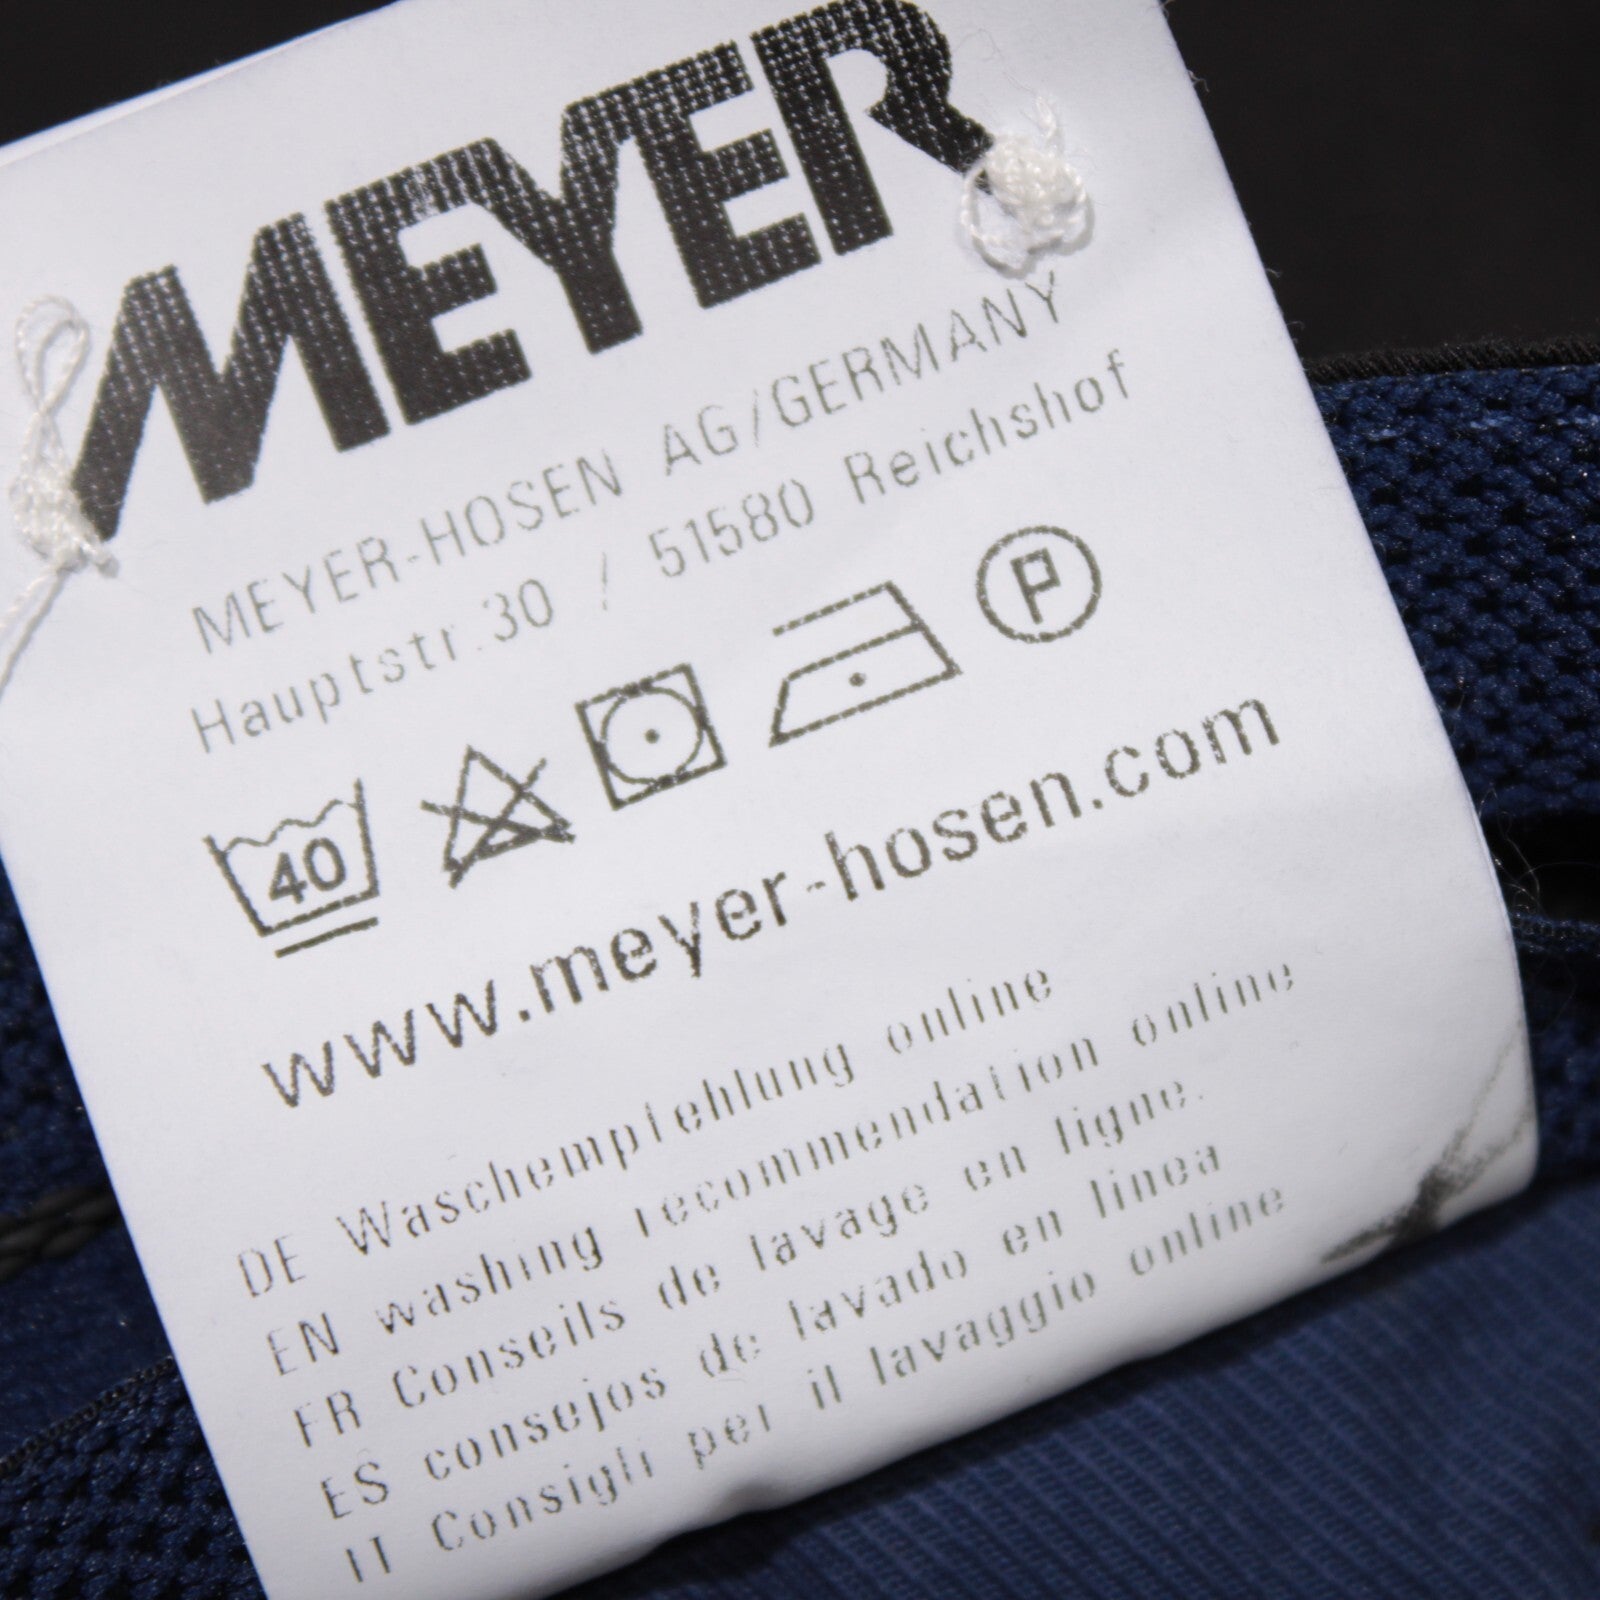 MEYER
MEYER-HOSEN AG/GERMANY
Hauptstr.30 / 51580 Reichshof
40
P
www.meyer-hosen.com
DE Waschempfehlung online
EN washing recommendation online
FR Conseils de lavage en ligne.
ES consejos de lavado en linea
IT Consigli per il lavaggio online